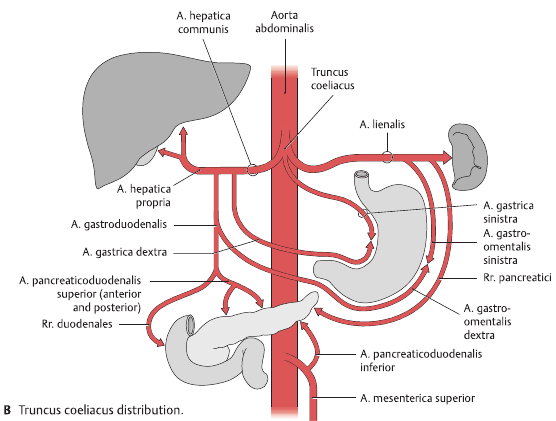 A. hepatica
communis
Aorta
abdominalis
Truncus
coeliacus
A. lienalis
A. hepatica
propria
A. gastrica
sinistra
A. gastroduodenalis
A. gastro-
omentalis
sinistra
A. gastrica dextra
Rr. pancreatici
A. pancreaticoduodenalis
superior (anterior
and posterior)
A. gastro-
omentalis
dextra
Rr. duodenales
A. pancreaticoduodenalis
inferior
A. mesenterica superior
B Truncus coeliacus distribution.